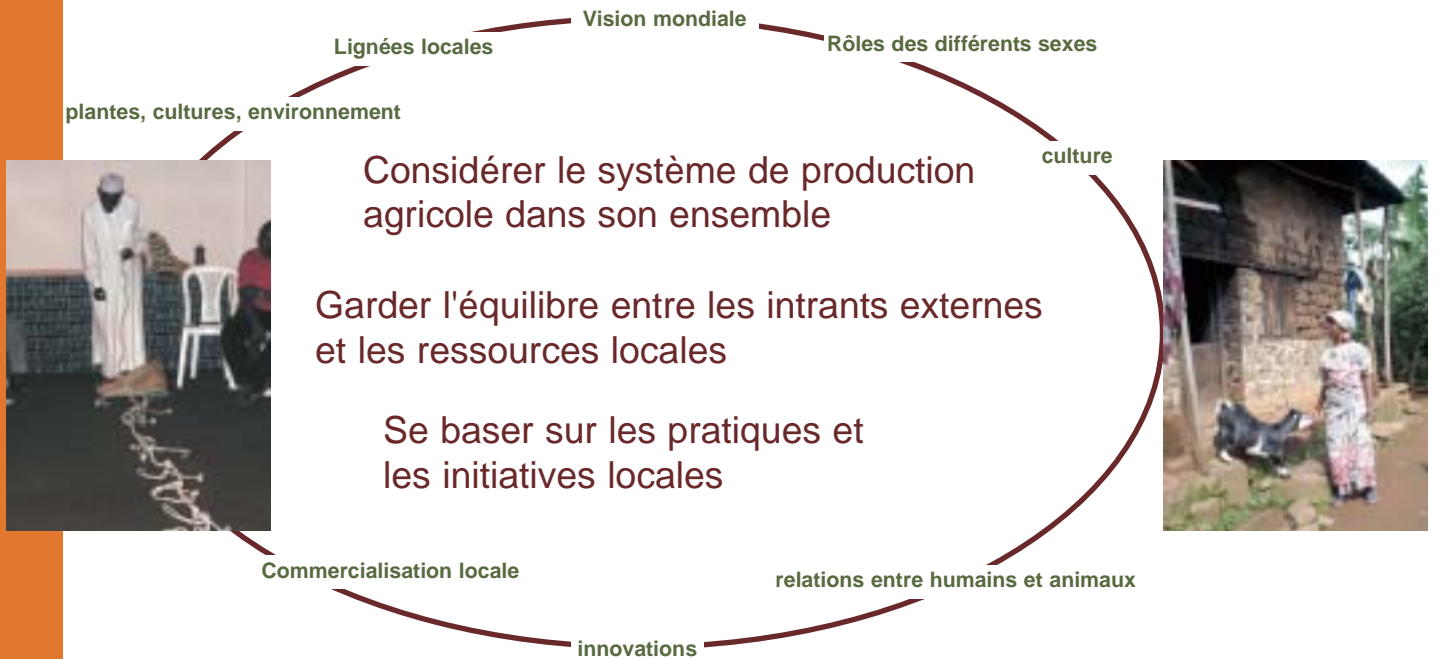 Vision mondiale
Lignées locales
Rôles des différents sexes
plantes, cultures, environnement
culture
Considérer le système de production
agricole dans son ensemble
Garder l'équilibre entre les intrants externes
et les ressources locales
Se baser sur les pratiques et
les initiatives locales
Commercialisation locale
relations entre humains et animaux
innovations